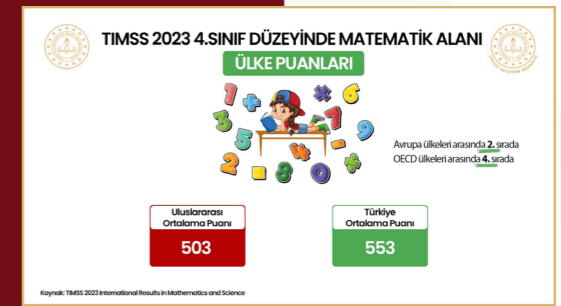 TIMSS 2023 4.SINIF DÜZEYİNDE MATEMATİK ALANI
ÜLKE PUANLARI
Avrupa ülkeleri arasında 2. sırada
OECD ülkeleri arasında 4. sırada
Uluslararası
Ortalama Puanı
503
Türkiye
Ortalama Puanı
553
Kaynak: TIMSS 2023 International Results in Mathematics and Science